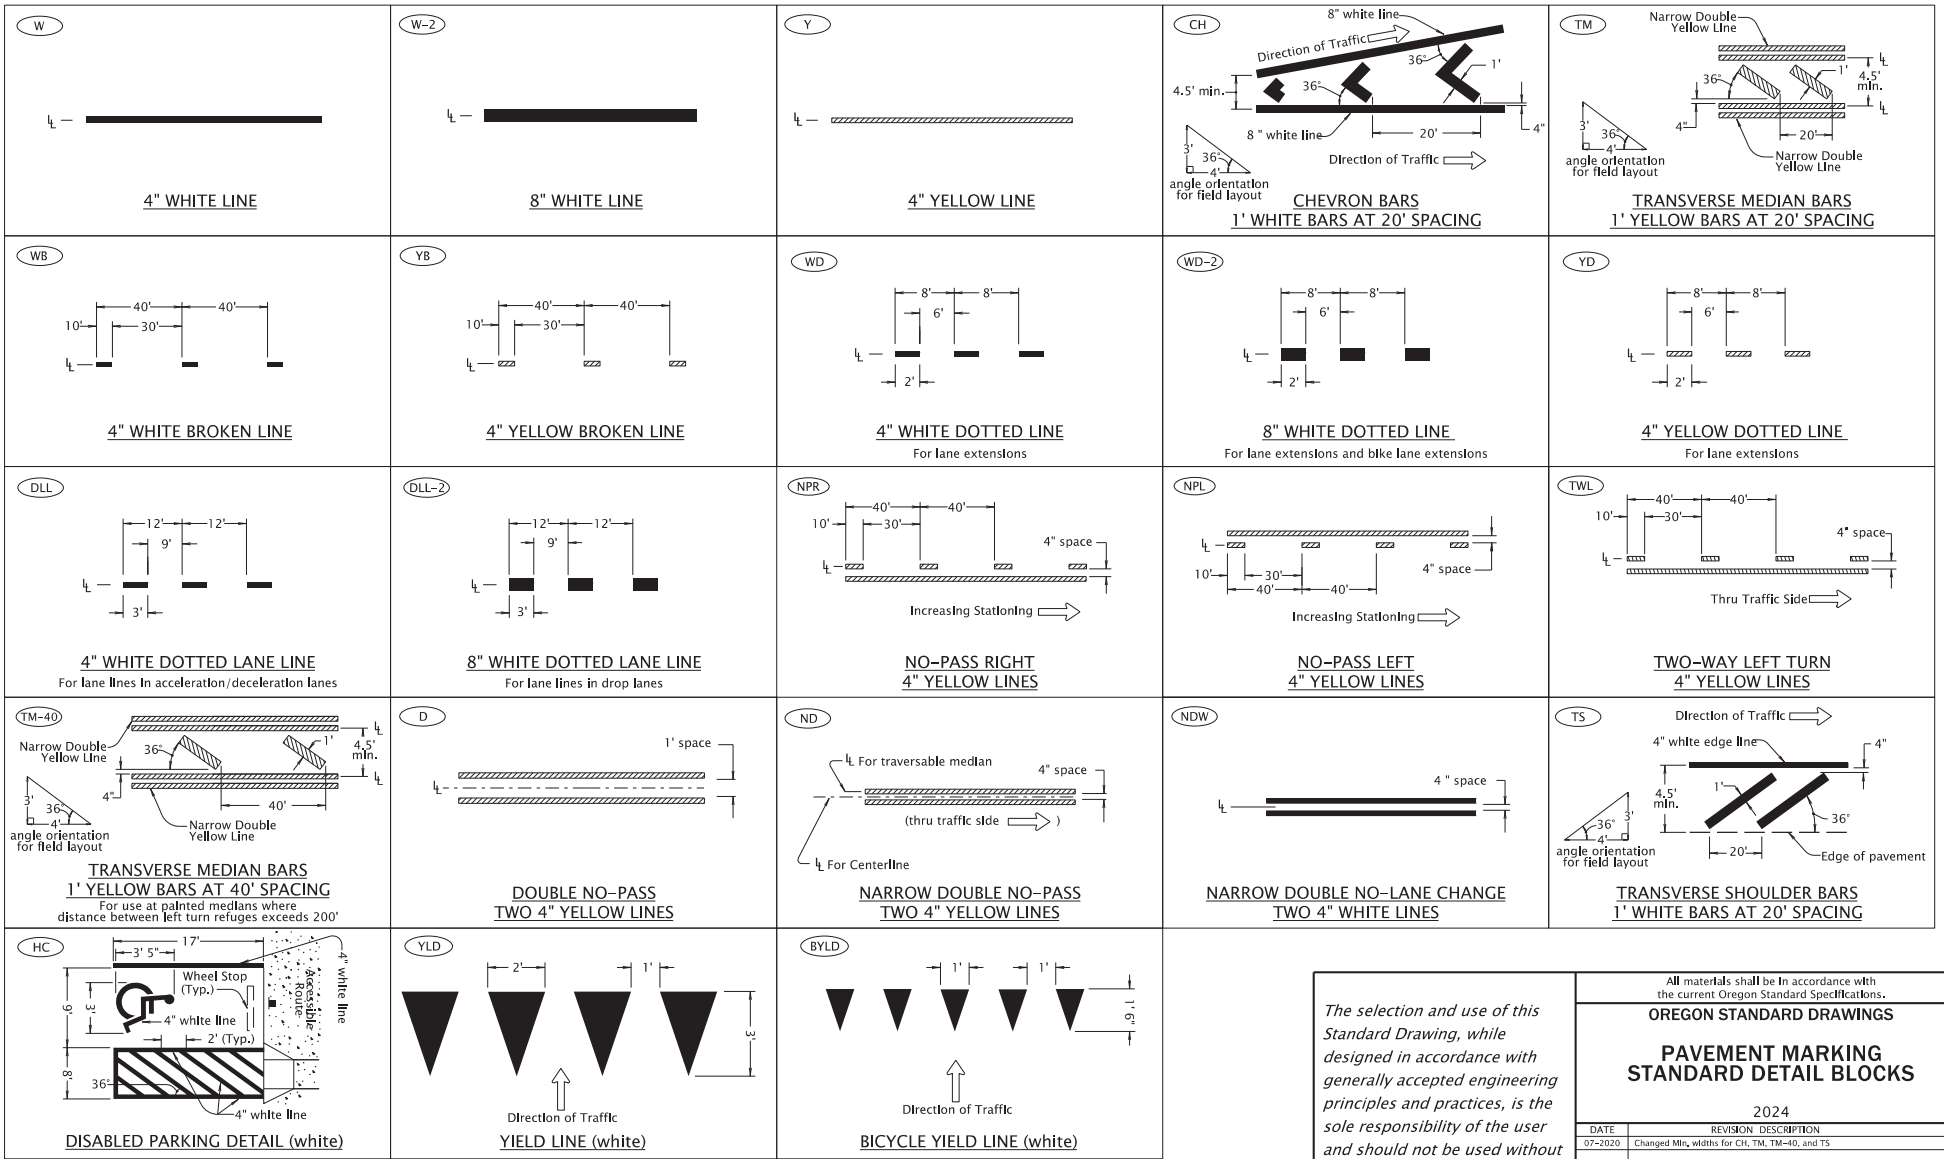 W
℄
4" WHITE LINE
W-2
℄
8" WHITE LINE
Y
℄
4" YELLOW LINE
CH
8" white line
Direction of Traffic
36°
1'
4.5' min.
36°
8 " white line
20'
4"
3'
36°
4'
angle orientation
for field layout
Direction of Traffic
CHEVRON BARS
1' WHITE BARS AT 20' SPACING
TM
Narrow Double
Yellow Line
36°
1'
4.5'
min.
4"
20'
3'
36°
4'
angle orientation
for field layout
Narrow Double
Yellow Line
TRANSVERSE MEDIAN BARS
1' YELLOW BARS AT 20' SPACING
WB
40' 40'
10' 30'
4" WHITE BROKEN LINE
YB
40' 40'
10' 30'
4" YELLOW BROKEN LINE
WD
8' 8'
6'
2'
4" WHITE DOTTED LINE
For lane extensions
WD-2
8' 8'
6'
2'
8" WHITE DOTTED LINE
For lane extensions and bike lane extensions
YD
8' 8'
6'
2'
4" YELLOW DOTTED LINE
For lane extensions
DLL
12' 12'
9'
3'
4" WHITE DOTTED LANE LINE
For lane lines in acceleration/deceleration lanes
DLL-2
12' 12'
9'
3'
8" WHITE DOTTED LANE LINE
For lane lines in drop lanes
NPR
40' 40'
10' 30'
4" space
Increasing Stationing
NO-PASS RIGHT
4" YELLOW LINES
NPL
10' 30'
40' 40'
4" space
Increasing Stationing
NO-PASS LEFT
4" YELLOW LINES
TWL
40' 40'
10' 30'
4" space
Thru Traffic Side
TWO-WAY LEFT TURN
4" YELLOW LINES
TM-40
Narrow Double
Yellow Line
36°
1'
4.5'
min.
4"
40'
3'
36°
4'
angle orientation
for field layout
Narrow Double
Yellow Line
TRANSVERSE MEDIAN BARS
1' YELLOW BARS AT 40' SPACING
For use at painted medians where
distance between left turn refuges exceeds 200'
D
1' space
℄
DOUBLE NO-PASS
TWO 4" YELLOW LINES
ND
℄ For traversable median
4" space
(thru traffic side )
℄ For Centerline
NARROW DOUBLE NO-PASS
TWO 4" YELLOW LINES
NDW
4 " space
℄
NARROW DOUBLE NO-LANE CHANGE
TWO 4" WHITE LINES
TS
Direction of Traffic
4" white edge line
4"
1'
4.5'
min.
36°
3'
36°
4'
angle orientation
for field layout
20'
Edge of pavement
TRANSVERSE SHOULDER BARS
1' WHITE BARS AT 20' SPACING
HC
17'
3' 5"
Wheel Stop
(Typ.)
Accessible
Route
4" white line
9'
3'
4" white line
2' (Typ.)
8'
36°
4" white line
DISABLED PARKING DETAIL (white)
YLD
2' 1'
3'
Direction of Traffic
YIELD LINE (white)
BYLD
1' 1'
1' 6"
Direction of Traffic
BICYCLE YIELD LINE (white)
The selection and use of this
Standard Drawing, while
designed in accordance with
generally accepted engineering
principles and practices, is the
sole responsibility of the user
and should not be used without
All materials shall be in accordance with
the current Oregon Standard Specifications.
OREGON STANDARD DRAWINGS
PAVEMENT MARKING
STANDARD DETAIL BLOCKS
2024
DATE REVISION DESCRIPTION
07-2020 Changed Min. widths for CH, TM, TM-40, and TS